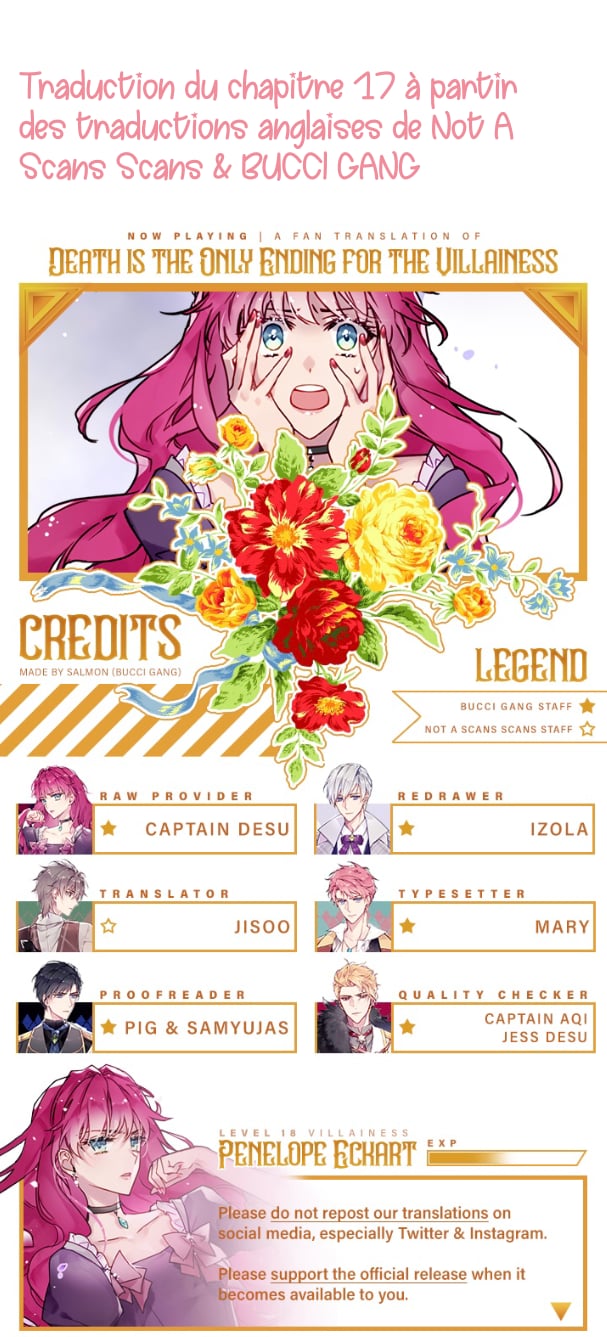 Traduction du chapitre 17 à partir
des traductions anglaises de Not A
Scans Scans & BUCCI GANG
NOW PLAYING | A FAN TRANSLATION OF
DEATH IS THE ONLY ENDING FOR THE VILLAINESS
CREDITS
MADE BY SALMON (BUCCI GANG)
LEGEND
BUCCI GANG STAFF
NOT A SCANS SCANS STAFF
RAW PROVIDER
CAPTAIN DESU
REDRAWER
IZOLA
TRANSLATOR
JISOO
TYPESETTER
MARY
PROOFREADER
PIG & SAMYUJAS
QUALITY CHECKER
CAPTAIN AQI
JESS DESU
LEVEL 18 VILLAINESS
PENELOPE ECKART
EXP
Please do not repost our translations on
social media, especially Twitter & Instagram.
Please support the official release when it
becomes available to you.